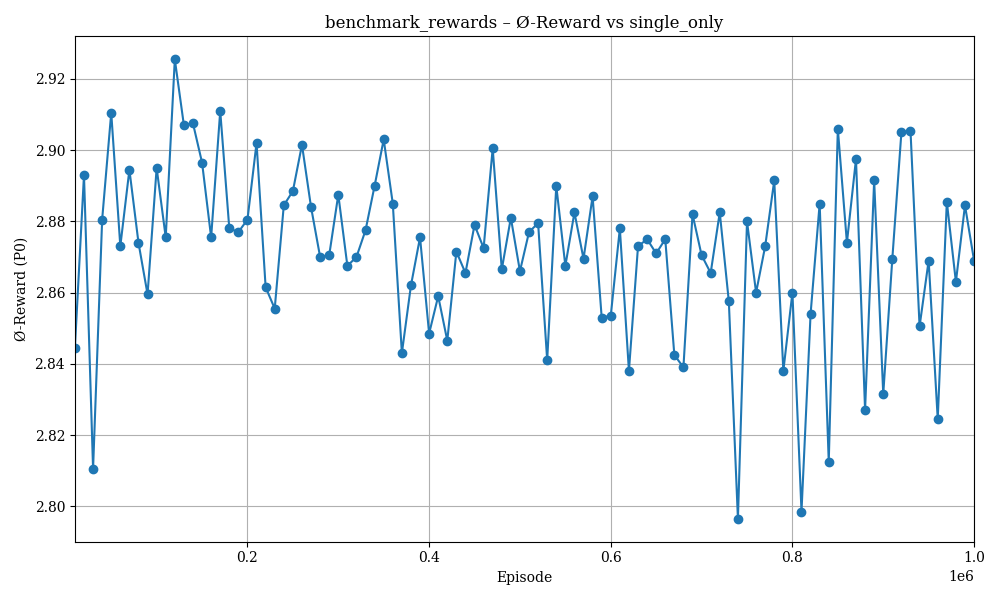 benchmark_rewards – Ø-Reward vs single_only
Ø-Reward (P0)
2.92
2.90
2.88
2.86
2.84
2.82
2.80
0.2 0.4 0.6 0.8 1.0
1e6
Episode